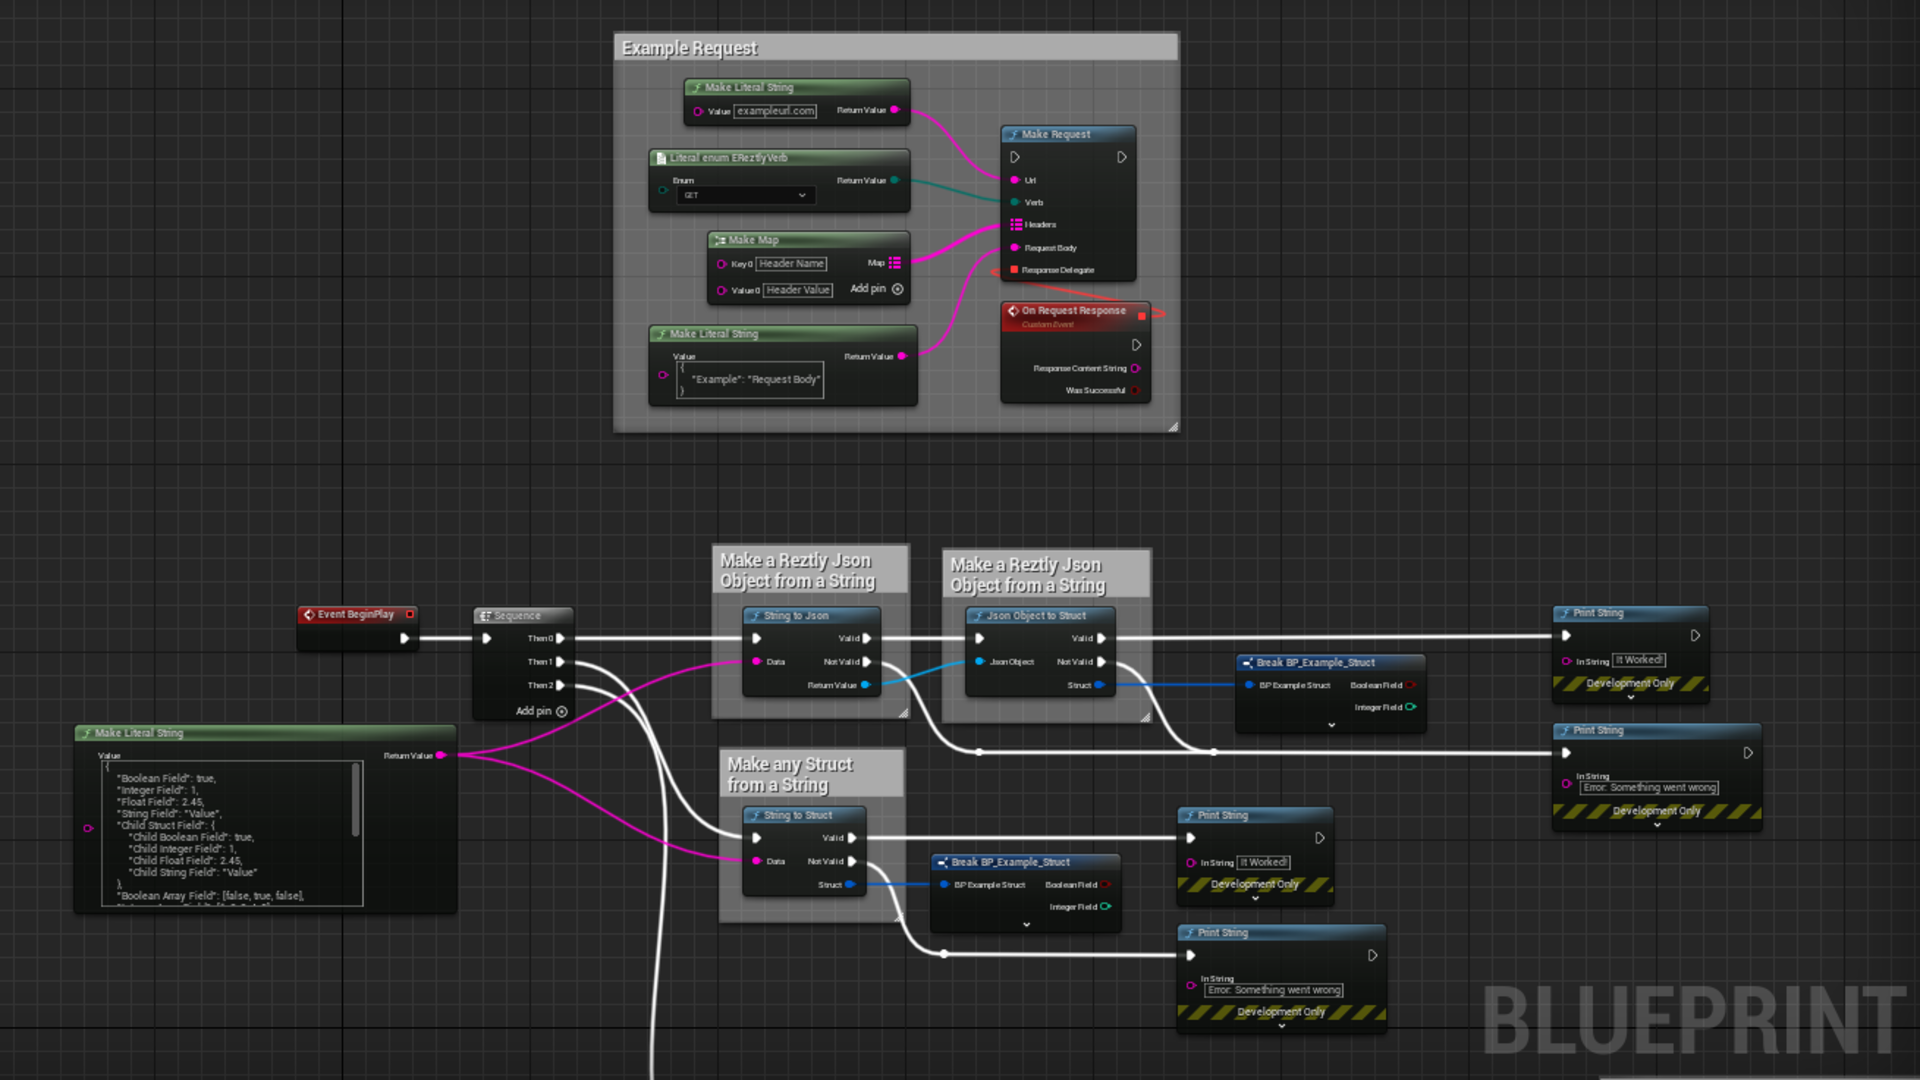 Example Request
Make Literal String
Value exampleurl.com Return Value
Literal enum EReztlyVerb
Enum
Return Value
GET
Make Map
Key 0 Header Name Map
Value 0 Header Value Add pin
Make Literal String
Value
Return Value
{
"Example": "Request Body"
}
Make Request
Url
Verb
Headers
Request Body
Response Delegate
On Request Response
Custom Event
Response Content String
Was Successful
Event BeginPlay
Sequence
Then 0
Then 1
Then 2
Add pin
Make Literal String
Value
Return Value
{
"Boolean Field": true,
"Integer Field": 1,
"Float Field": 2.45,
"String Field": "Value",
"Child Struct Field": {
"Child Boolean Field": true,
"Child Integer Field": 1,
"Child Float Field": 2.45,
"Child String Field": "Value"
},
"Boolean Array Field": [false, true, false],
Make a Reztly Json
Object from a String
String to Json
Valid
Data Not Valid
Return Value
Make a Reztly Json
Object from a String
Json Object to Struct
Valid
Json Object Not Valid
Struct
Break BP_Example_Struct
BP Example Struct Boolean Field
Integer Field
Print String
In String It Worked!
Development Only
Print String
In String
Error: Something went wrong
Development Only
Make any Struct
from a String
String to Struct
Valid
Data Not Valid
Struct
Break BP_Example_Struct
BP Example Struct Boolean Field
Integer Field
Print String
In String It Worked!
Development Only
Print String
In String
Error: Something went wrong
Development Only
BLUEPRINT